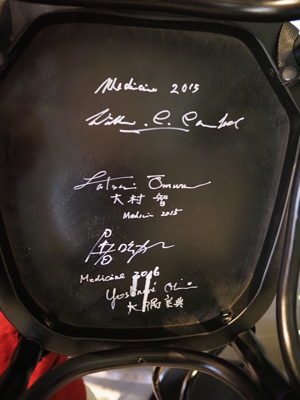 Medicine 2015
William C. Campbell
Satoshi Ōmura
大村 智
Medicine 2015
Medicine 2016
Yoshinori Ohsumi
大隅良典